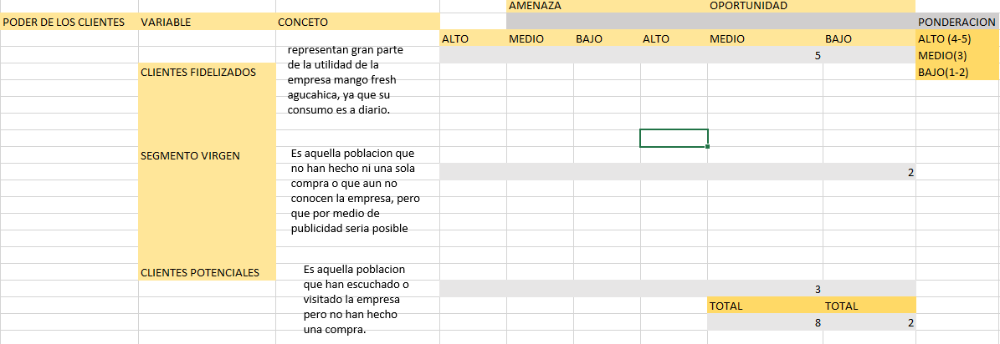 AMENAZA OPORTUNIDAD
PODER DE LOS CLIENTES VARIABLE CONCETO PONDERACION
ALTO MEDIO BAJO ALTO MEDIO BAJO ALTO (4-5)
representan gran parte 5 MEDIO(3)
de la utilidad de la
CLIENTES FIDELIZADOS BAJO(1-2)
empresa mango fresh
agucahica, ya que su
consumo es a diario.
SEGMENTO VIRGEN Es aquella poblacion que
no han hecho ni una sola 2
compra o que aun no
conocen la empresa, pero
que por medio de
publicidad seria posible
CLIENTES POTENCIALES Es aquella poblacion
que han escuchado o 3
visitado la empresa TOTAL TOTAL
pero no han hecho 8 2
una compra.